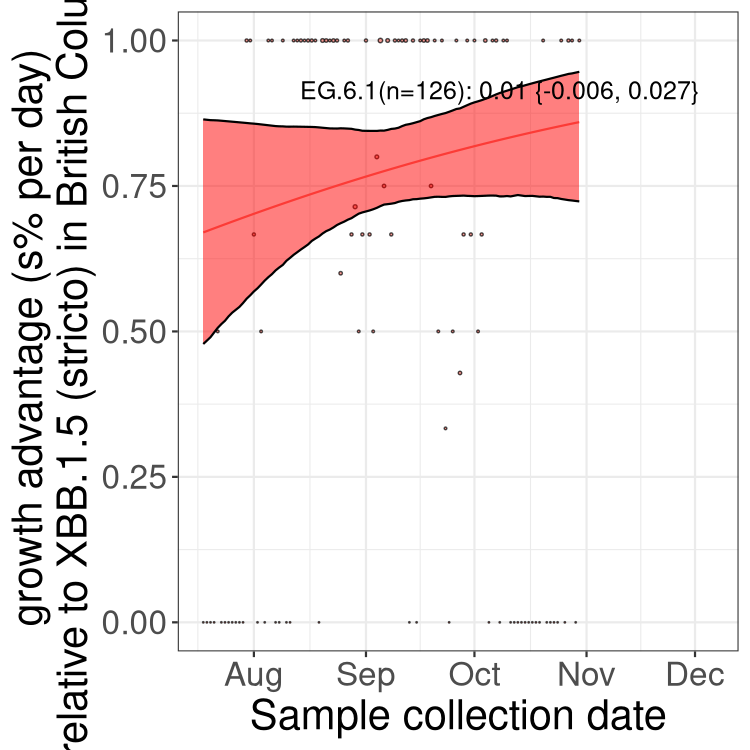 growth advantage (s% per day)
relative to XBB.1.5 (stricto) in British Colu
1.00
0.75
0.50
0.25
0.00
EG.6.1(n=126): 0.01 {-0.006, 0.027}
Aug Sep Oct Nov Dec
Sample collection date